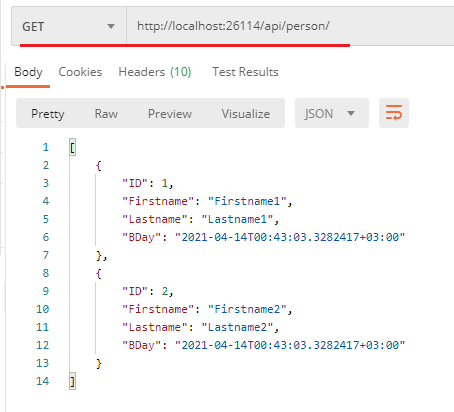 GET http://localhost:26114/api/person/
Body Cookies Headers (10) Test Results
Pretty Raw Preview Visualize JSON
1 [
2 {
3 "ID": 1,
4 "Firstname": "Firstname1",
5 "Lastname": "Lastname1",
6 "BDay": "2021-04-14T00:43:03.3282417+03:00"
7 },
8 {
9 "ID": 2,
10 "Firstname": "Firstname2",
11 "Lastname": "Lastname2",
12 "BDay": "2021-04-14T00:43:03.3282417+03:00"
13 }
14 ]